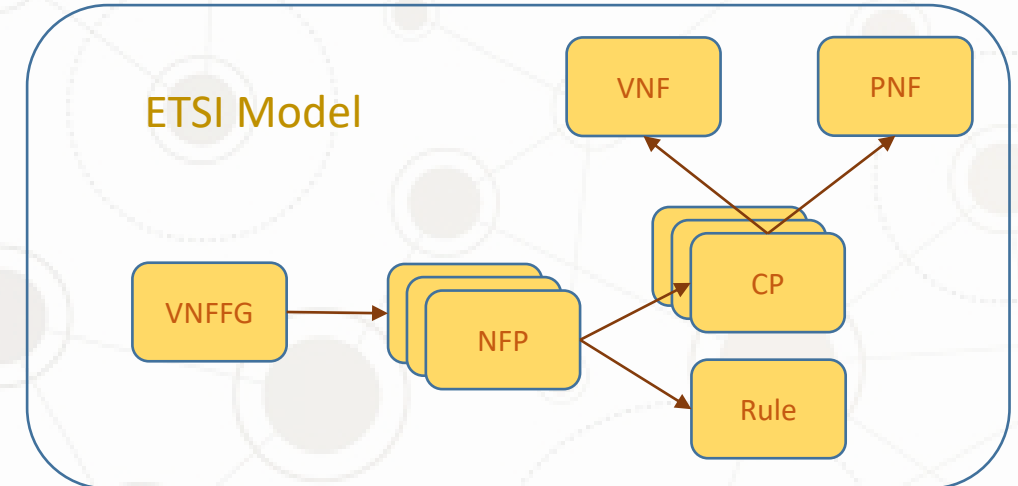 ETSI Model
VNF
PNF
VNFFG
NFP
CP
Rule